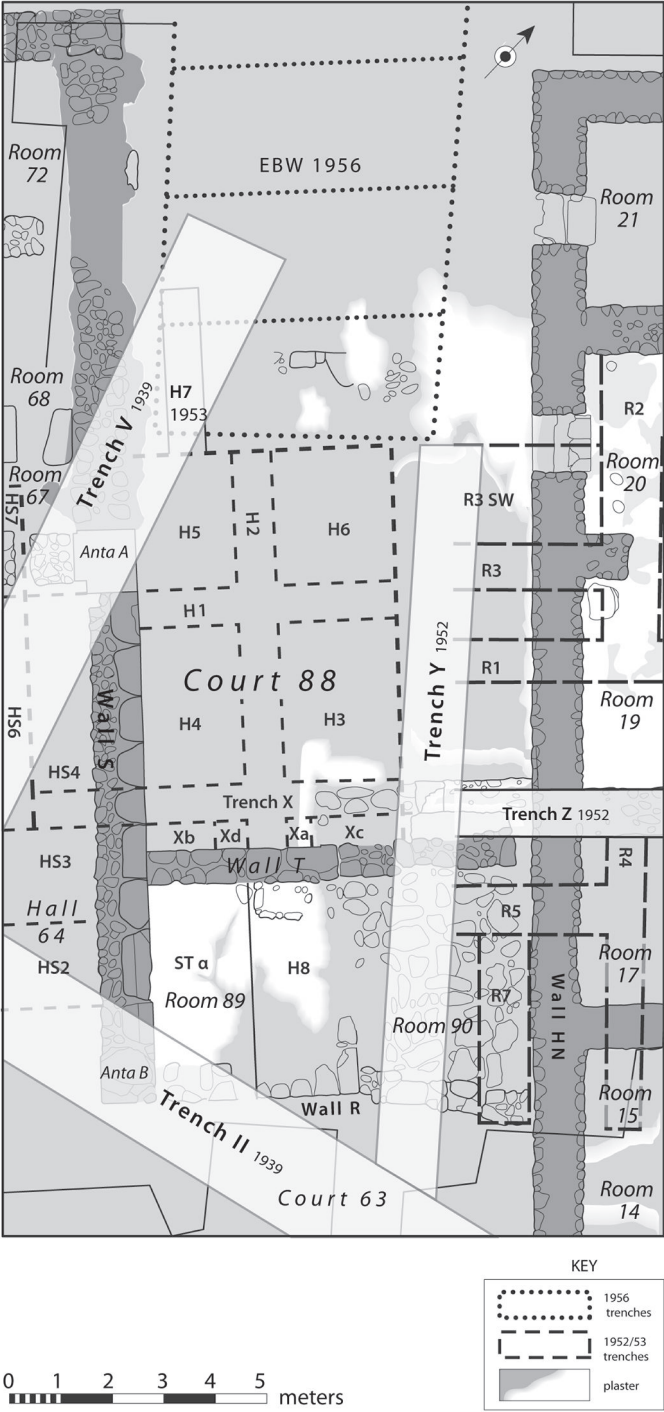 EBW 1956
Room
72
Room
21
Room
68
H7
1953
R2
Trench V 1939
Room
20
Room
67
HS7
R3 SW
H5
H2
H6
Anta A
R3
H1
Trench Y 1952
Court 88
R1
Room
19
HS6
Wall S
H4
H3
HS4
Trench X
Trench Z 1952
Xb
Xd
Xa
Xc
HS3
Wall T
R4
Hall
64
R5
HS2
ST α
H8
Room
17
Room 89
R7
Wall HN
Room 90
Anta B
Wall R
Room
15
Trench II 1939
Court 63
Room
14
KEY
1956
trenches
1952/53
trenches
plaster
0 1 2 3 4 5
meters